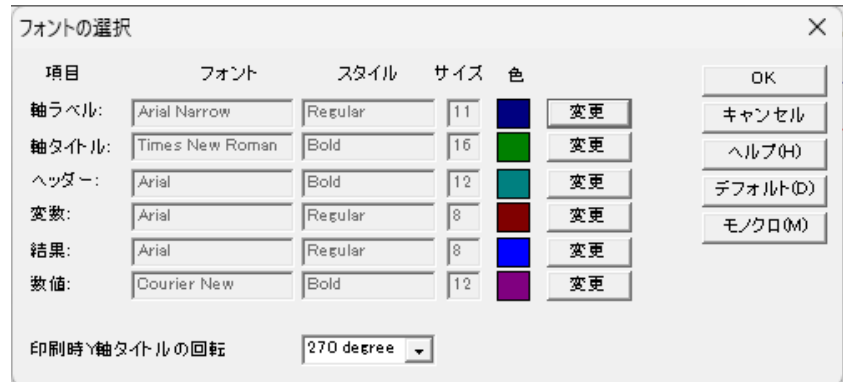 フォントの選択
項目 フォント スタイル サイズ 色
OK
軸ラベル: Arial Narrow Regular 11 変更
キャンセル
軸タイトル: Times New Roman Bold 16 変更
ヘルプ(H)
ヘッダー: Arial Bold 12 変更
デフォルト(D)
変数: Arial Regular 8 変更
モノクロ(M)
結果: Arial Regular 8 変更
数値: Courier New Bold 12 変更
印刷時Y軸タイトルの回転 270 degree